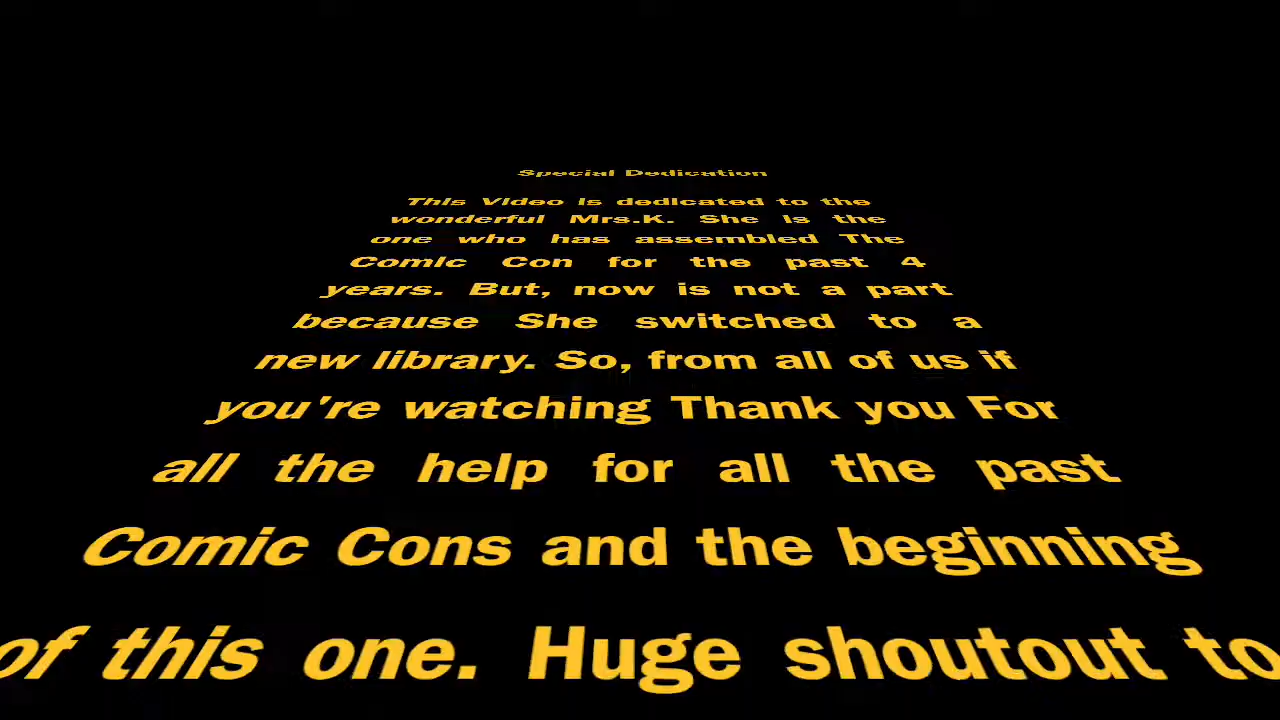 Special Dedication
This Video is dedicated to the
wonderful Mrs.K. She is the
one who has assembled The
Comic Con for the past 4
years. But, now is not a part
because She switched to a
new library. So, from all of us if
you're watching Thank you For
all the help for all the past
Comic Cons and the beginning
of this one. Huge shoutout to